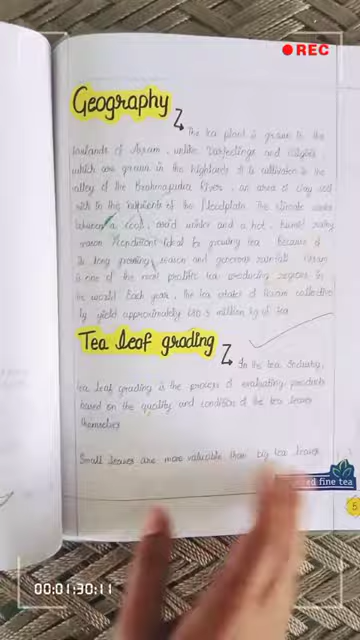 REC
Geography
The tea plant is grown in the
lowlands of Assam, unlike Darjeelings and Nilgiris
which are grown in the highlands. It is cultivated in the
valley of the Brahmaputra River, an area of clay soil
rich in the nutrients of the floodplain. The climate varies
between a cool, arid winter and a hot, humid rainy
season conditions ideal for growing tea. Because of
its long growing season and generous rainfall, Assam
is one of the most prolific tea producing regions in
the world. Each year, the tea estates of Assam collective
ly yield approximately 680.5 million kg of tea
Tea leaf grading
In the tea industry,
tea leaf grading is the process of evaluating products
based on the quality and condition of the tea leaves
themselves
Small leaves are more valuable than big tea leaves
fine tea
5
00:01:30:11